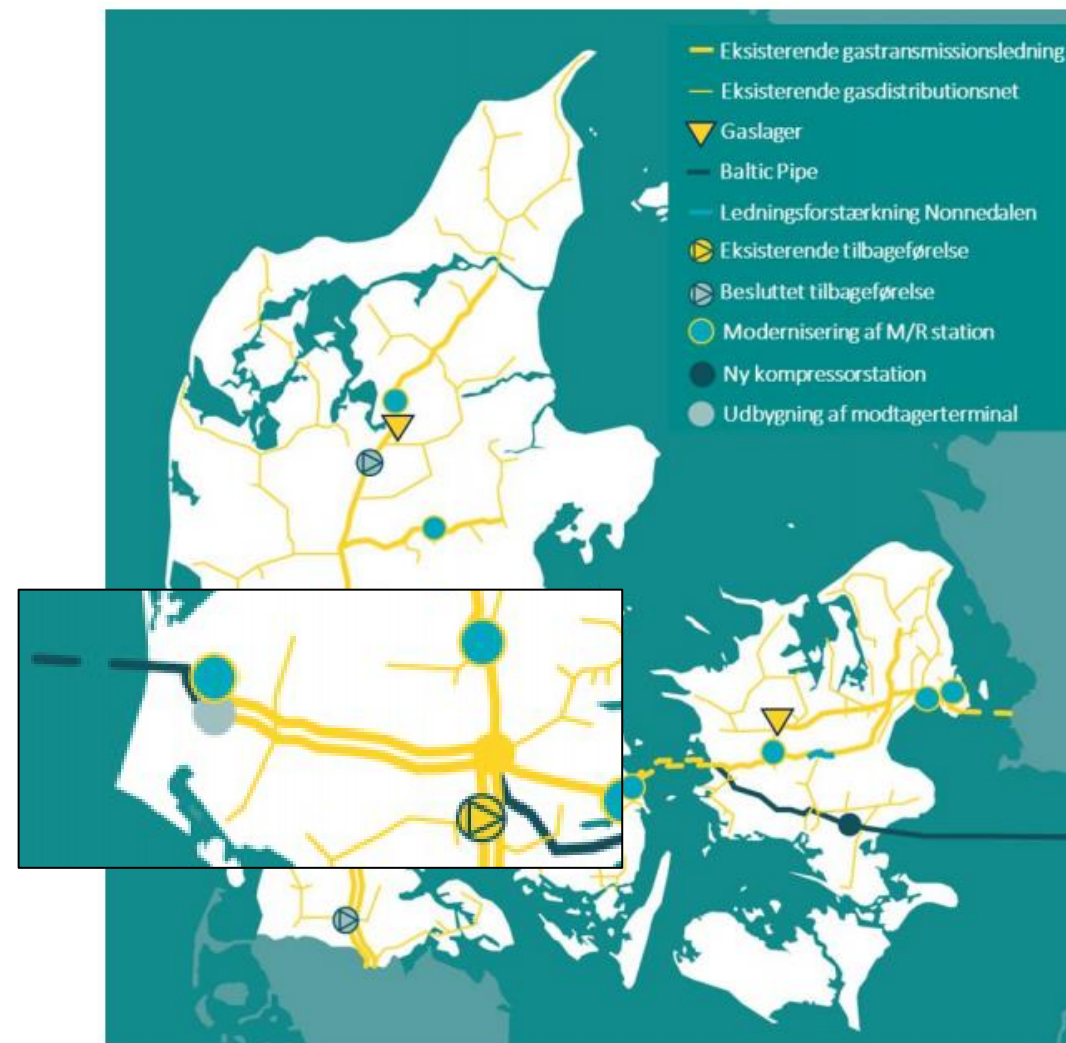 Eksisterende gastransmissionsledning
Eksisterende gasdistributionsnet
Gaslager
Baltic Pipe
Ledningsforstærkning Nonnedalen
Eksisterende tilbageførelse
Besluttet tilbageførelse
Modernisering af M/R station
Ny kompressorstation
Udbygning af modtagerterminal